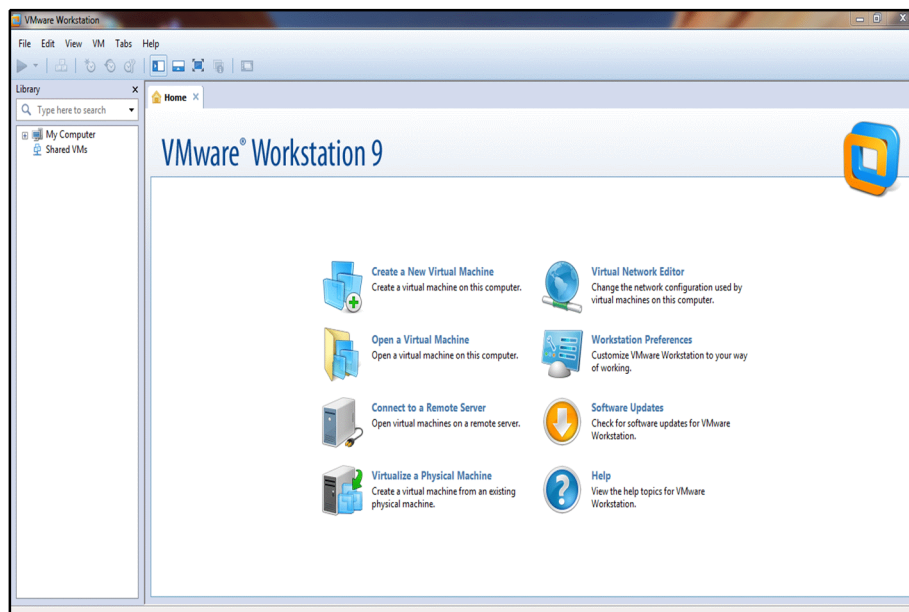 VMware Workstation
File Edit View VM Tabs Help
Library x
Type here to search
Home
My Computer
Shared VMs
VMware® Workstation 9
Create a New Virtual Machine
Create a virtual machine on this computer.
Open a Virtual Machine
Open a virtual machine on this computer.
Connect to a Remote Server
Open virtual machines on a remote server.
Virtualize a Physical Machine
Create a virtual machine from an existing
physical machine.
Virtual Network Editor
Change the network configuration used by
virtual machines on this computer.
Workstation Preferences
Customize VMware Workstation to your way
of working.
Software Updates
Check for software updates for VMware
Workstation.
Help
View the help topics for VMware
Workstation.